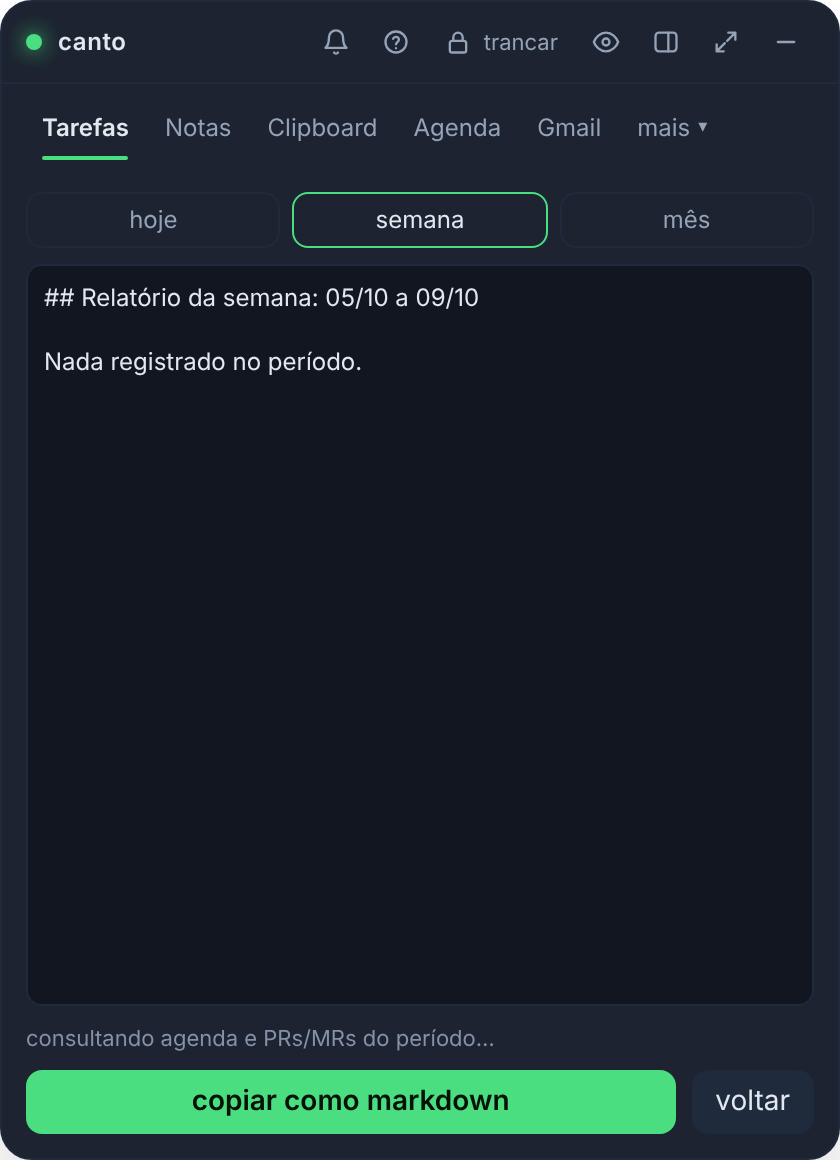 canto
trancar
Tarefas Notas Clipboard Agenda Gmail mais ▾
hoje semana mês
## Relatório da semana: 05/10 a 09/10
Nada registrado no período.
consultando agenda e PRs/MRs do período...
copiar como markdown voltar